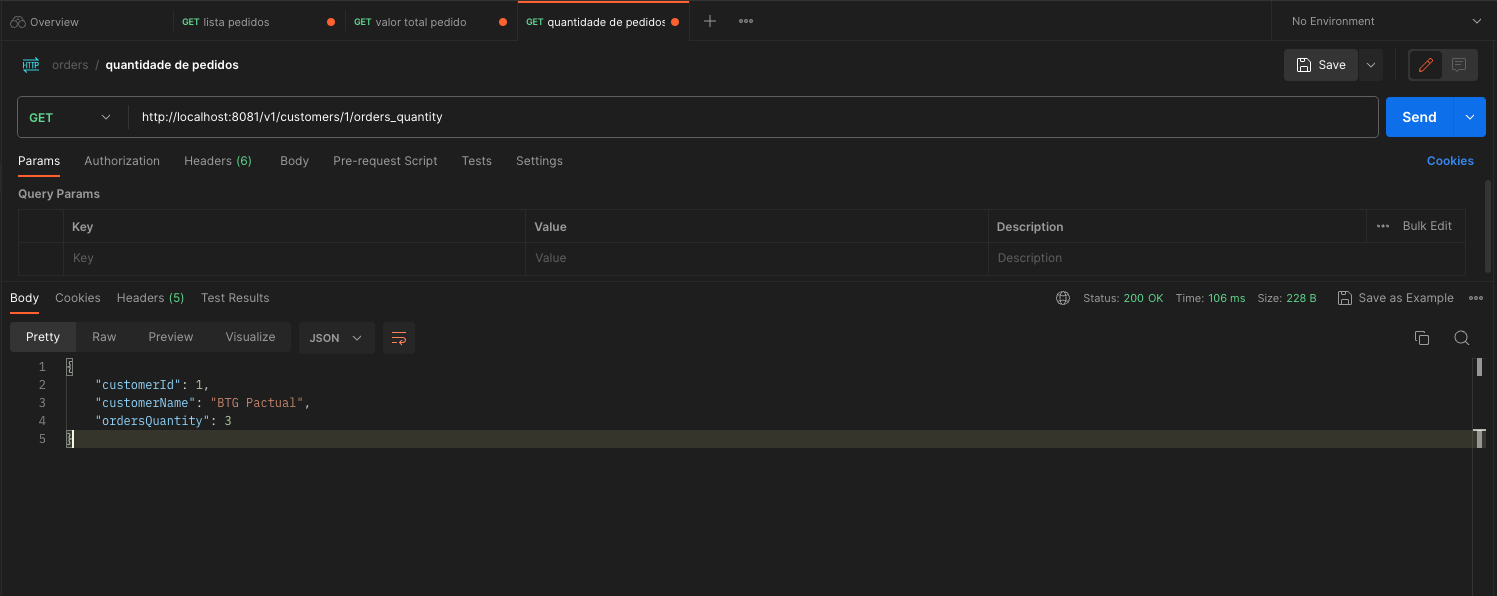 Overview GET lista pedidos GET valor total pedido GET quantidade de pedidos No Environment
HTTP orders / quantidade de pedidos Save
GET http://localhost:8081/v1/customers/1/orders_quantity Send
Params Authorization Headers (6) Body Pre-request Script Tests Settings Cookies
Query Params
Key Value Description Bulk Edit
Key Value Description
Body Cookies Headers (5) Test Results Status: 200 OK Time: 106 ms Size: 228 B Save as Example
Pretty Raw Preview Visualize JSON
1 {
2 "customerId": 1,
3 "customerName": "BTG Pactual",
4 "ordersQuantity": 3
5 }